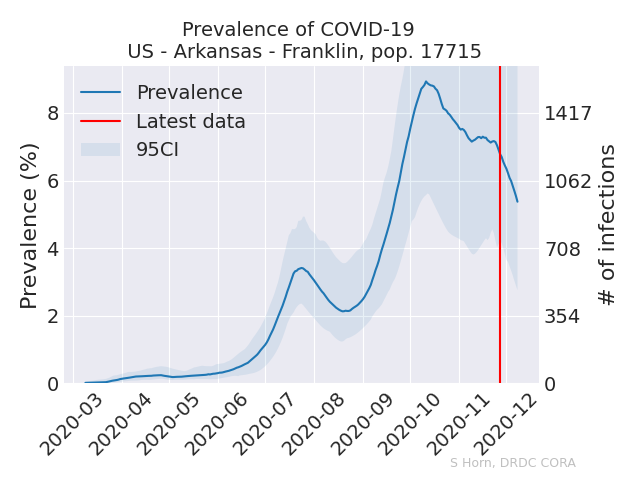 Prevalence of COVID-19
US - Arkansas - Franklin, pop. 17715
Prevalence
Latest data
95CI
Prevalence (%)
8
6
4
2
0
1417
1062
708
354
0
# of infections
2020-03
2020-04
2020-05
2020-06
2020-07
2020-08
2020-09
2020-10
2020-11
2020-12
S Horn, DRDC CORA